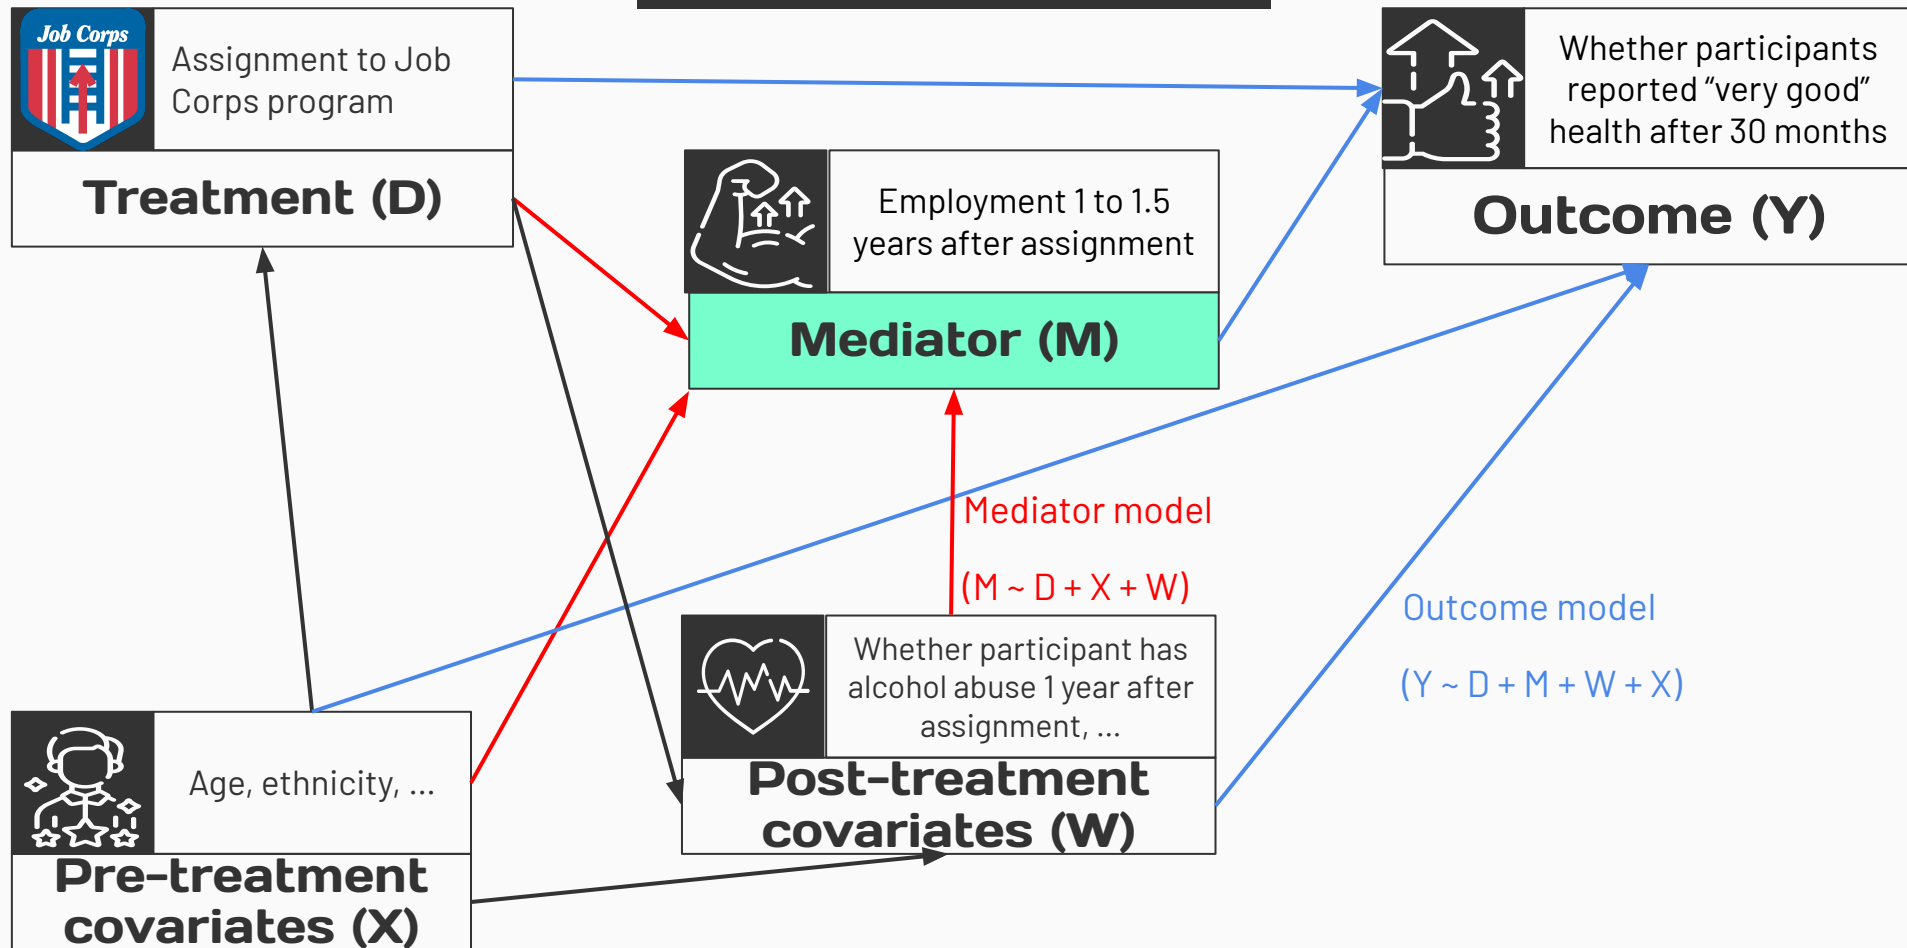 Job Corps
Assignment to Job
Corps program
Treatment (D)
Employment 1 to 1.5
years after assignment
Mediator (M)
Whether participants
reported “very good”
health after 30 months
Outcome (Y)
Mediator model
(M ~ D + X + W)
Outcome model
(Y ~ D + M + W + X)
Whether participant has
alcohol abuse 1 year after
assignment, ...
Post-treatment
covariates (W)
Age, ethnicity, ...
Pre-treatment
covariates (X)